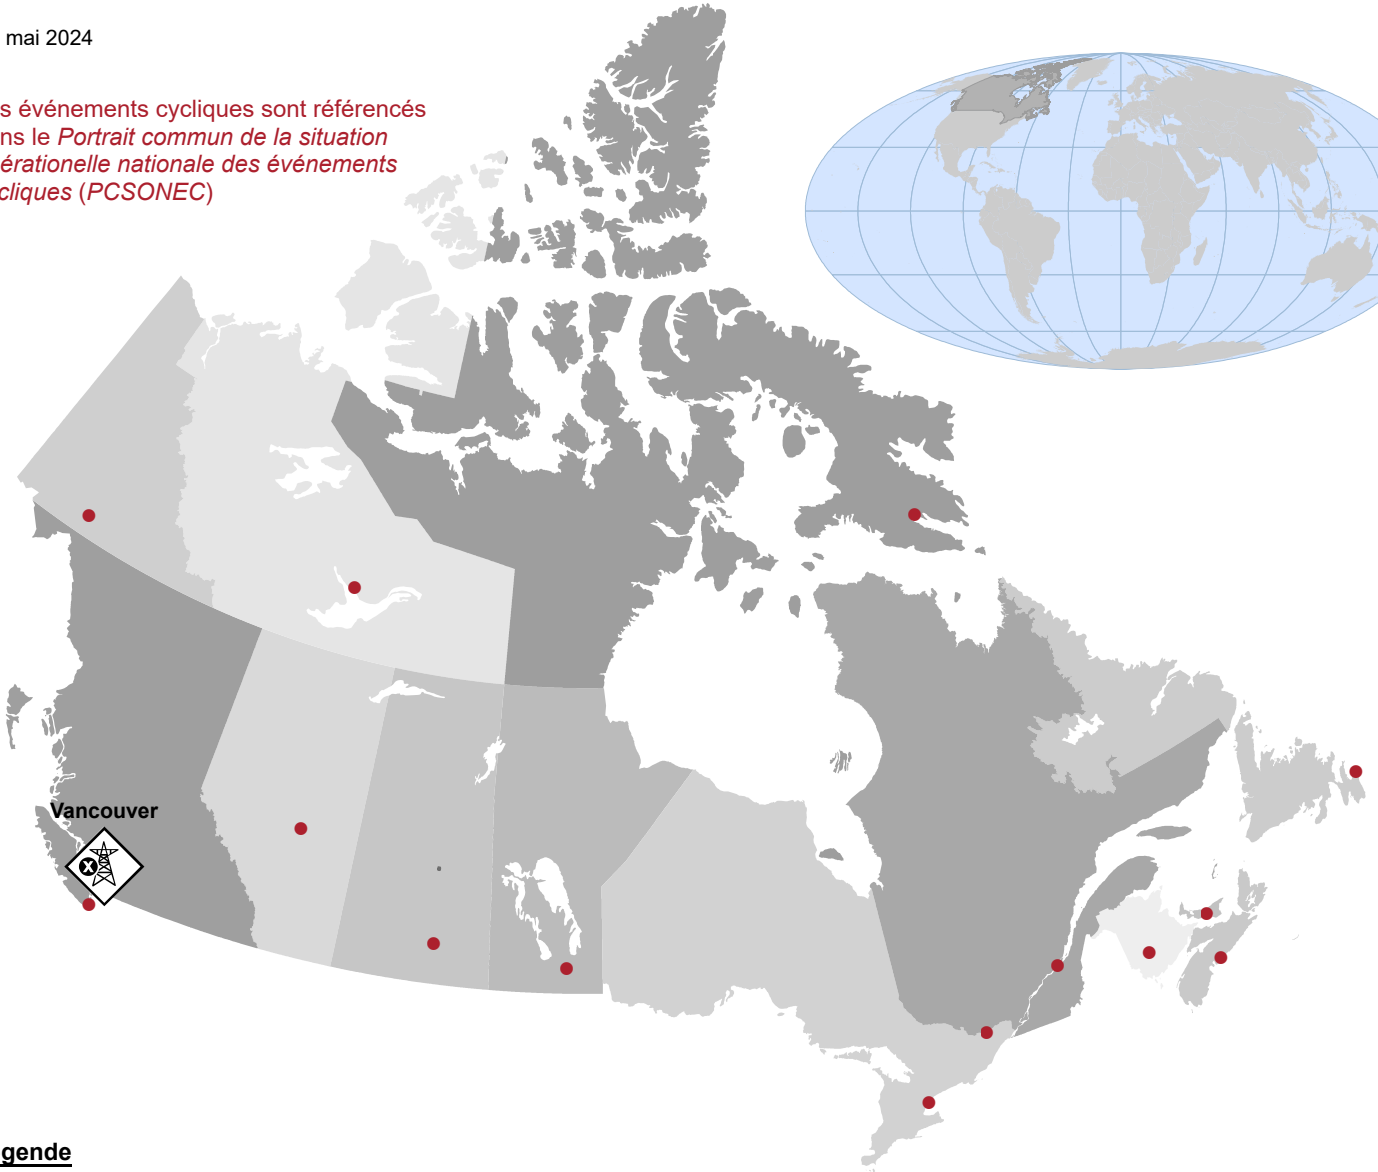 mai 2024
s événements cycliques sont référencés
ns le Portrait commun de la situation
érationelle nationale des événements
cliques (PCSONEC)
Vancouver
X
gende